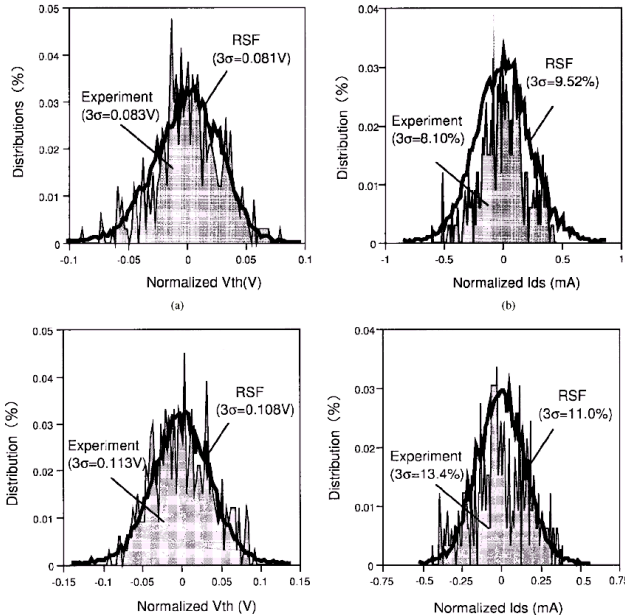 0.05
0.04
0.03
0.02
0.01
0
Distributions (%)
RSF
(3σ=0.081V)
Experiment
(3σ=0.083V)
-0.1
-0.05
0
0.05
0.1
Normalized Vth(V)
(a)
0.04
0.03
0.02
0.01
0
Distribution (%)
RSF
(3σ=9.52%)
Experiment
(3σ=8.10%)
-1
-0.5
0
0.5
1
Normalized Ids (mA)
(b)
0.05
0.04
0.03
0.02
0.01
0
Distribution (%)
RSF
(3σ=0.108V)
Experiment
(3σ=0.113V)
-0.15
-0.1
-0.05
0
0.05
0.1
0.15
Normalized Vth (V)
0.04
0.03
0.02
0.01
0
Distribution (%)
RSF
(3σ=11.0%)
Experiment
(3σ=13.4%)
-0.75
-0.5
-0.25
0
0.25
0.5
0.75
Normalized Ids (mA)